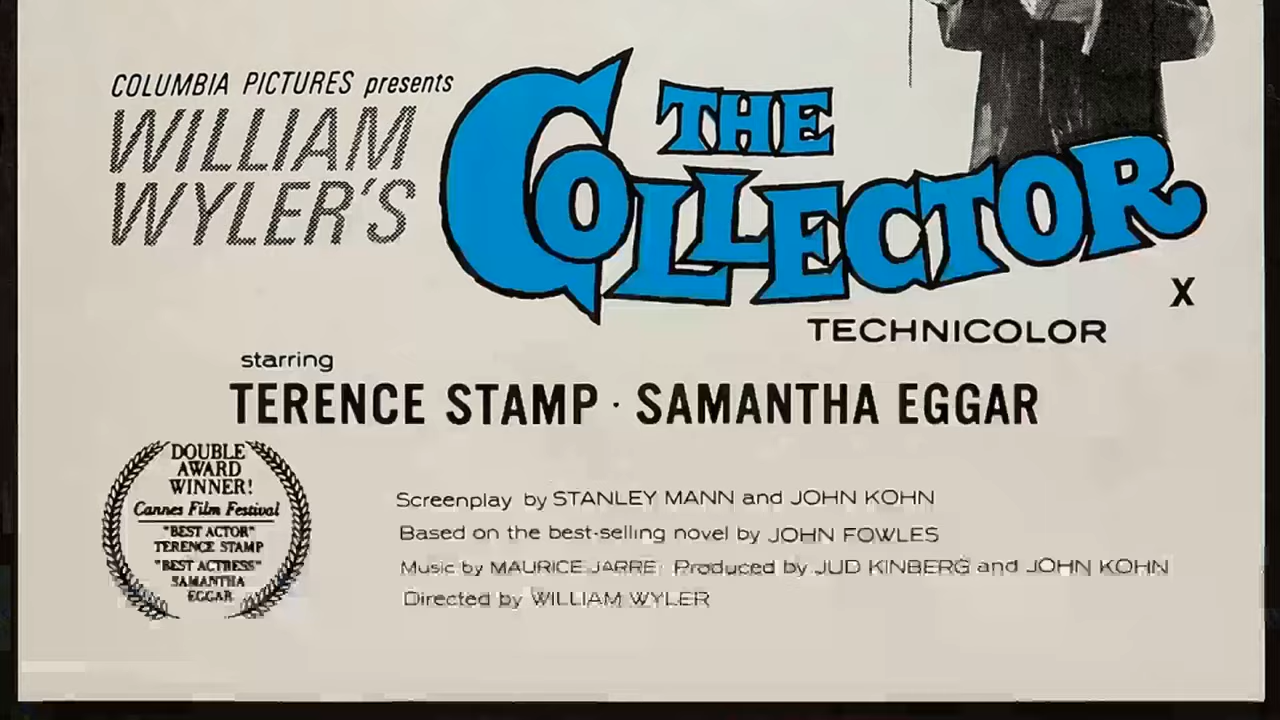 COLUMBIA PICTURES presents
WILLIAM
WYLER'S
THE
COLLECTOR
X
TECHNICOLOR
starring
TERENCE STAMP · SAMANTHA EGGAR
DOUBLE
AWARD
WINNER!
Cannes Film Festival
"BEST ACTOR"
TERENCE STAMP
"BEST ACTRESS"
SAMANTHA
EGGAR
Screenplay by STANLEY MANN and JOHN KOHN
Based on the best-selling novel by JOHN FOWLES
Music by MAURICE JARRE Produced by JUD KINBERG and JOHN KOHN
Directed by WILLIAM WYLER